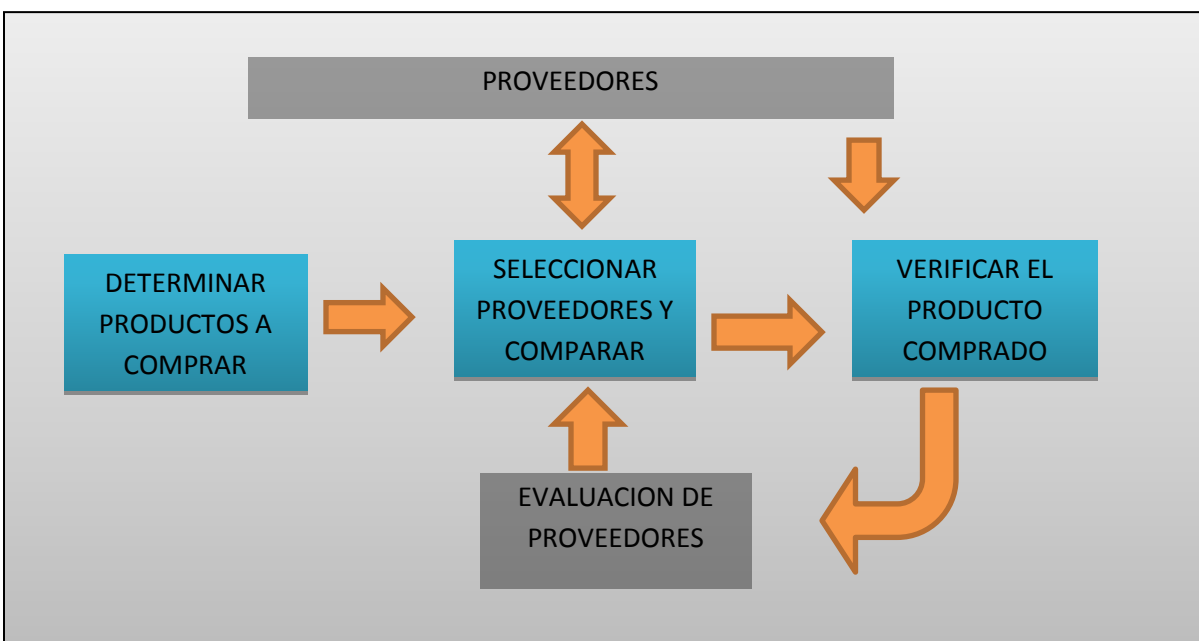 PROVEEDORES
DETERMINAR
PRODUCTOS A
COMPRAR
SELECCIONAR
PROVEEDORES Y
COMPARAR
VERIFICAR EL
PRODUCTO
COMPRADO
EVALUACION DE
PROVEEDORES